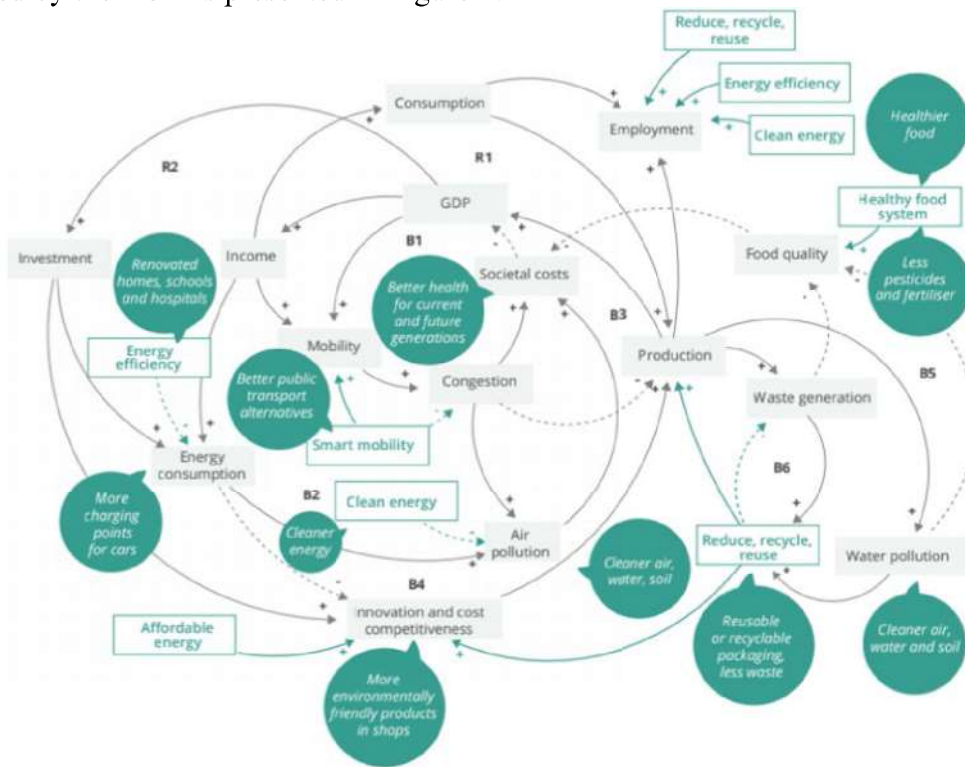 by the
Reduce, recycle,
reuse
Consumption
Energy efficiency
Employment
Clean energy
Healthier
food
R2
R1
GDP
Healthy food
system
Investment
Income
B1
Societal costs
Food quality
Renovated
homes, schools
and hospitals
Better health
for current
and future
generations
Less
pesticides
and fertiliser
Energy
efficiency
Mobility
B3
Production
B5
Better public
transport
alternatives
Congestion
Waste generation
Smart mobility
Energy
consumption
B6
More
charging
points
for cars
B2
Clean energy
Cleaner
energy
Air
pollution
Reduce, recycle,
reuse
Water pollution
Cleaner air,
water, soil
B4
Innovation and cost
competitiveness
Affordable
energy
Reusable
or recyclable
packaging,
less waste
Cleaner air,
water and soil
More
environmentally
friendly products
in shops